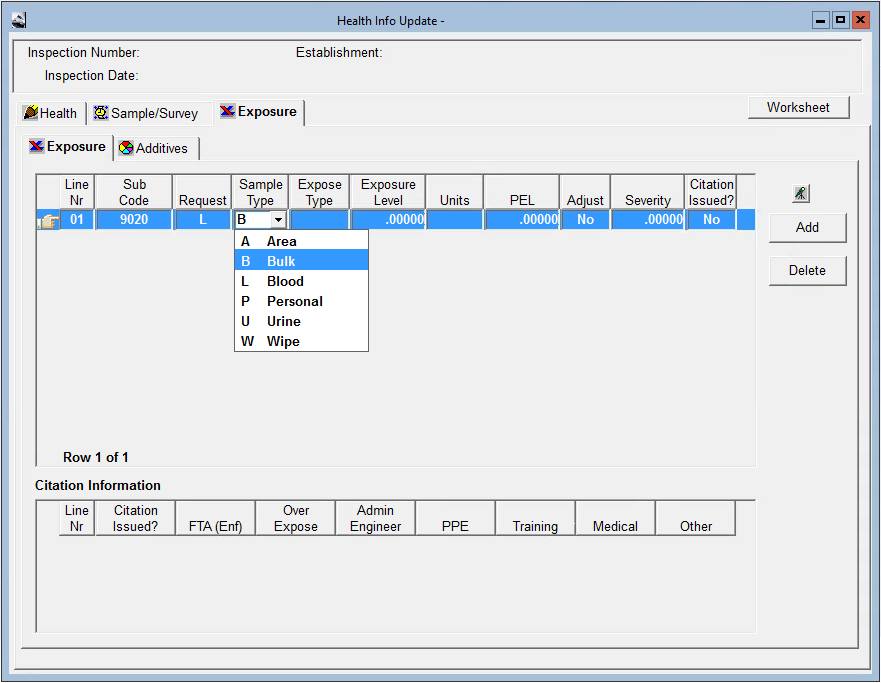 Health Info Update -
Inspection Number:
Establishment:
Inspection Date:
Health
Sample/Survey
Exposure
Worksheet
Exposure
Additives
Line Nr
Sub Code
Request
Sample Type
Expose Type
Exposure Level
Units
PEL
Adjust
Severity
Citation Issued?
01 9020 L B .00000 .00000 No .00000 No
A Area
B Bulk
L Blood
P Personal
U Urine
W Wipe
Add
Delete
Row 1 of 1
Citation Information
Line Nr
Citation Issued?
FTA (Enf)
Over Expose
Admin Engineer
PPE
Training
Medical
Other